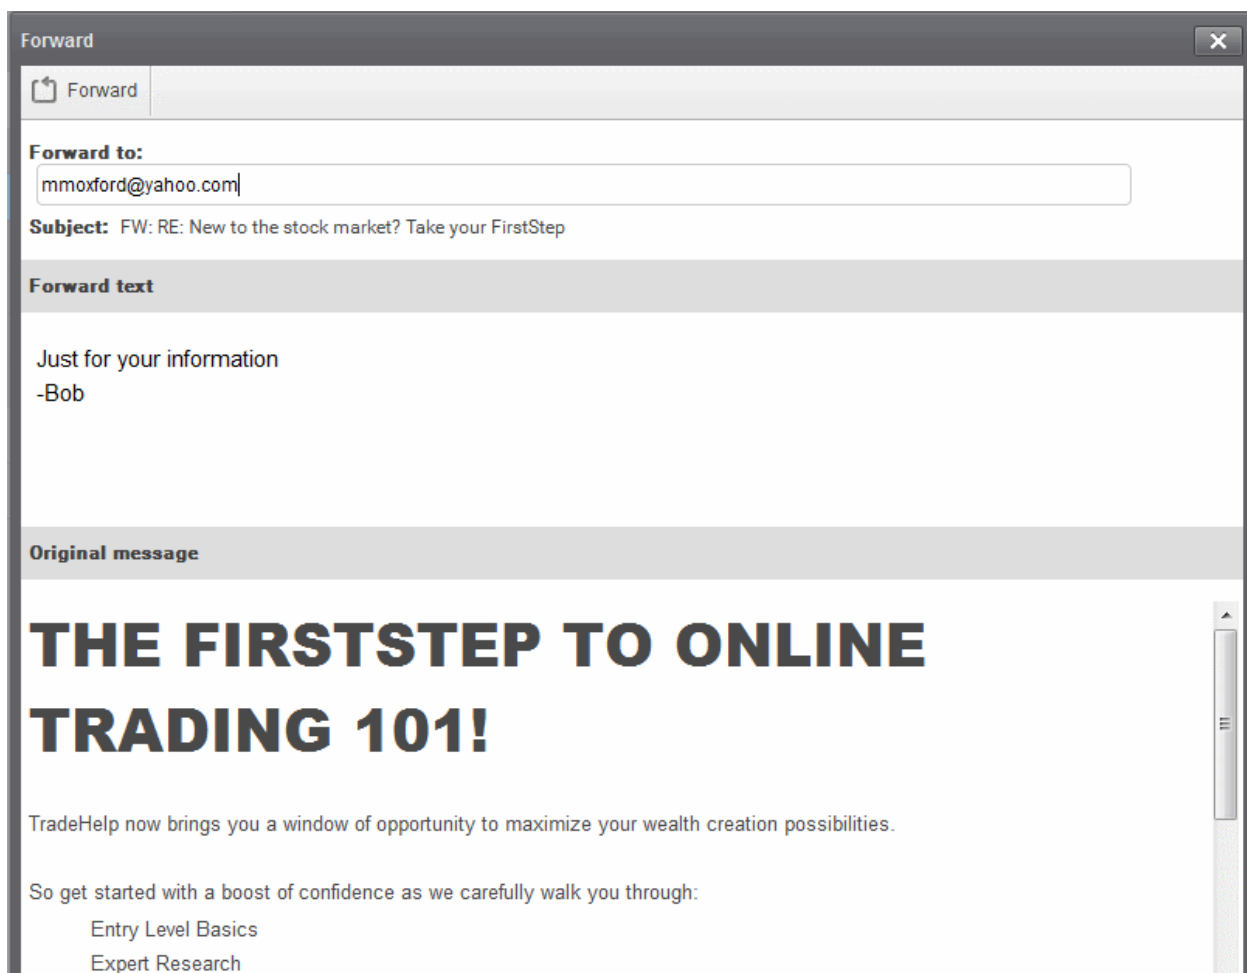 Forward
Forward
Forward to:
mmoxford@yahoo.com
Subject: FW: RE: New to the stock market? Take your FirstStep
Forward text
Just for your information
-Bob
Original message
THE FIRSTSTEP TO ONLINE
TRADING 101!
TradeHelp now brings you a window of opportunity to maximize your wealth creation possibilities.
So get started with a boost of confidence as we carefully walk you through:
Entry Level Basics
Expert Research